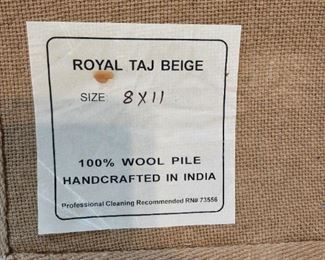 ROYAL TAJ BEIGE
SIZE 8X11
100% WOOL PILE
HANDCRAFTED IN INDIA
Professional Cleaning Recommended RN# 73556